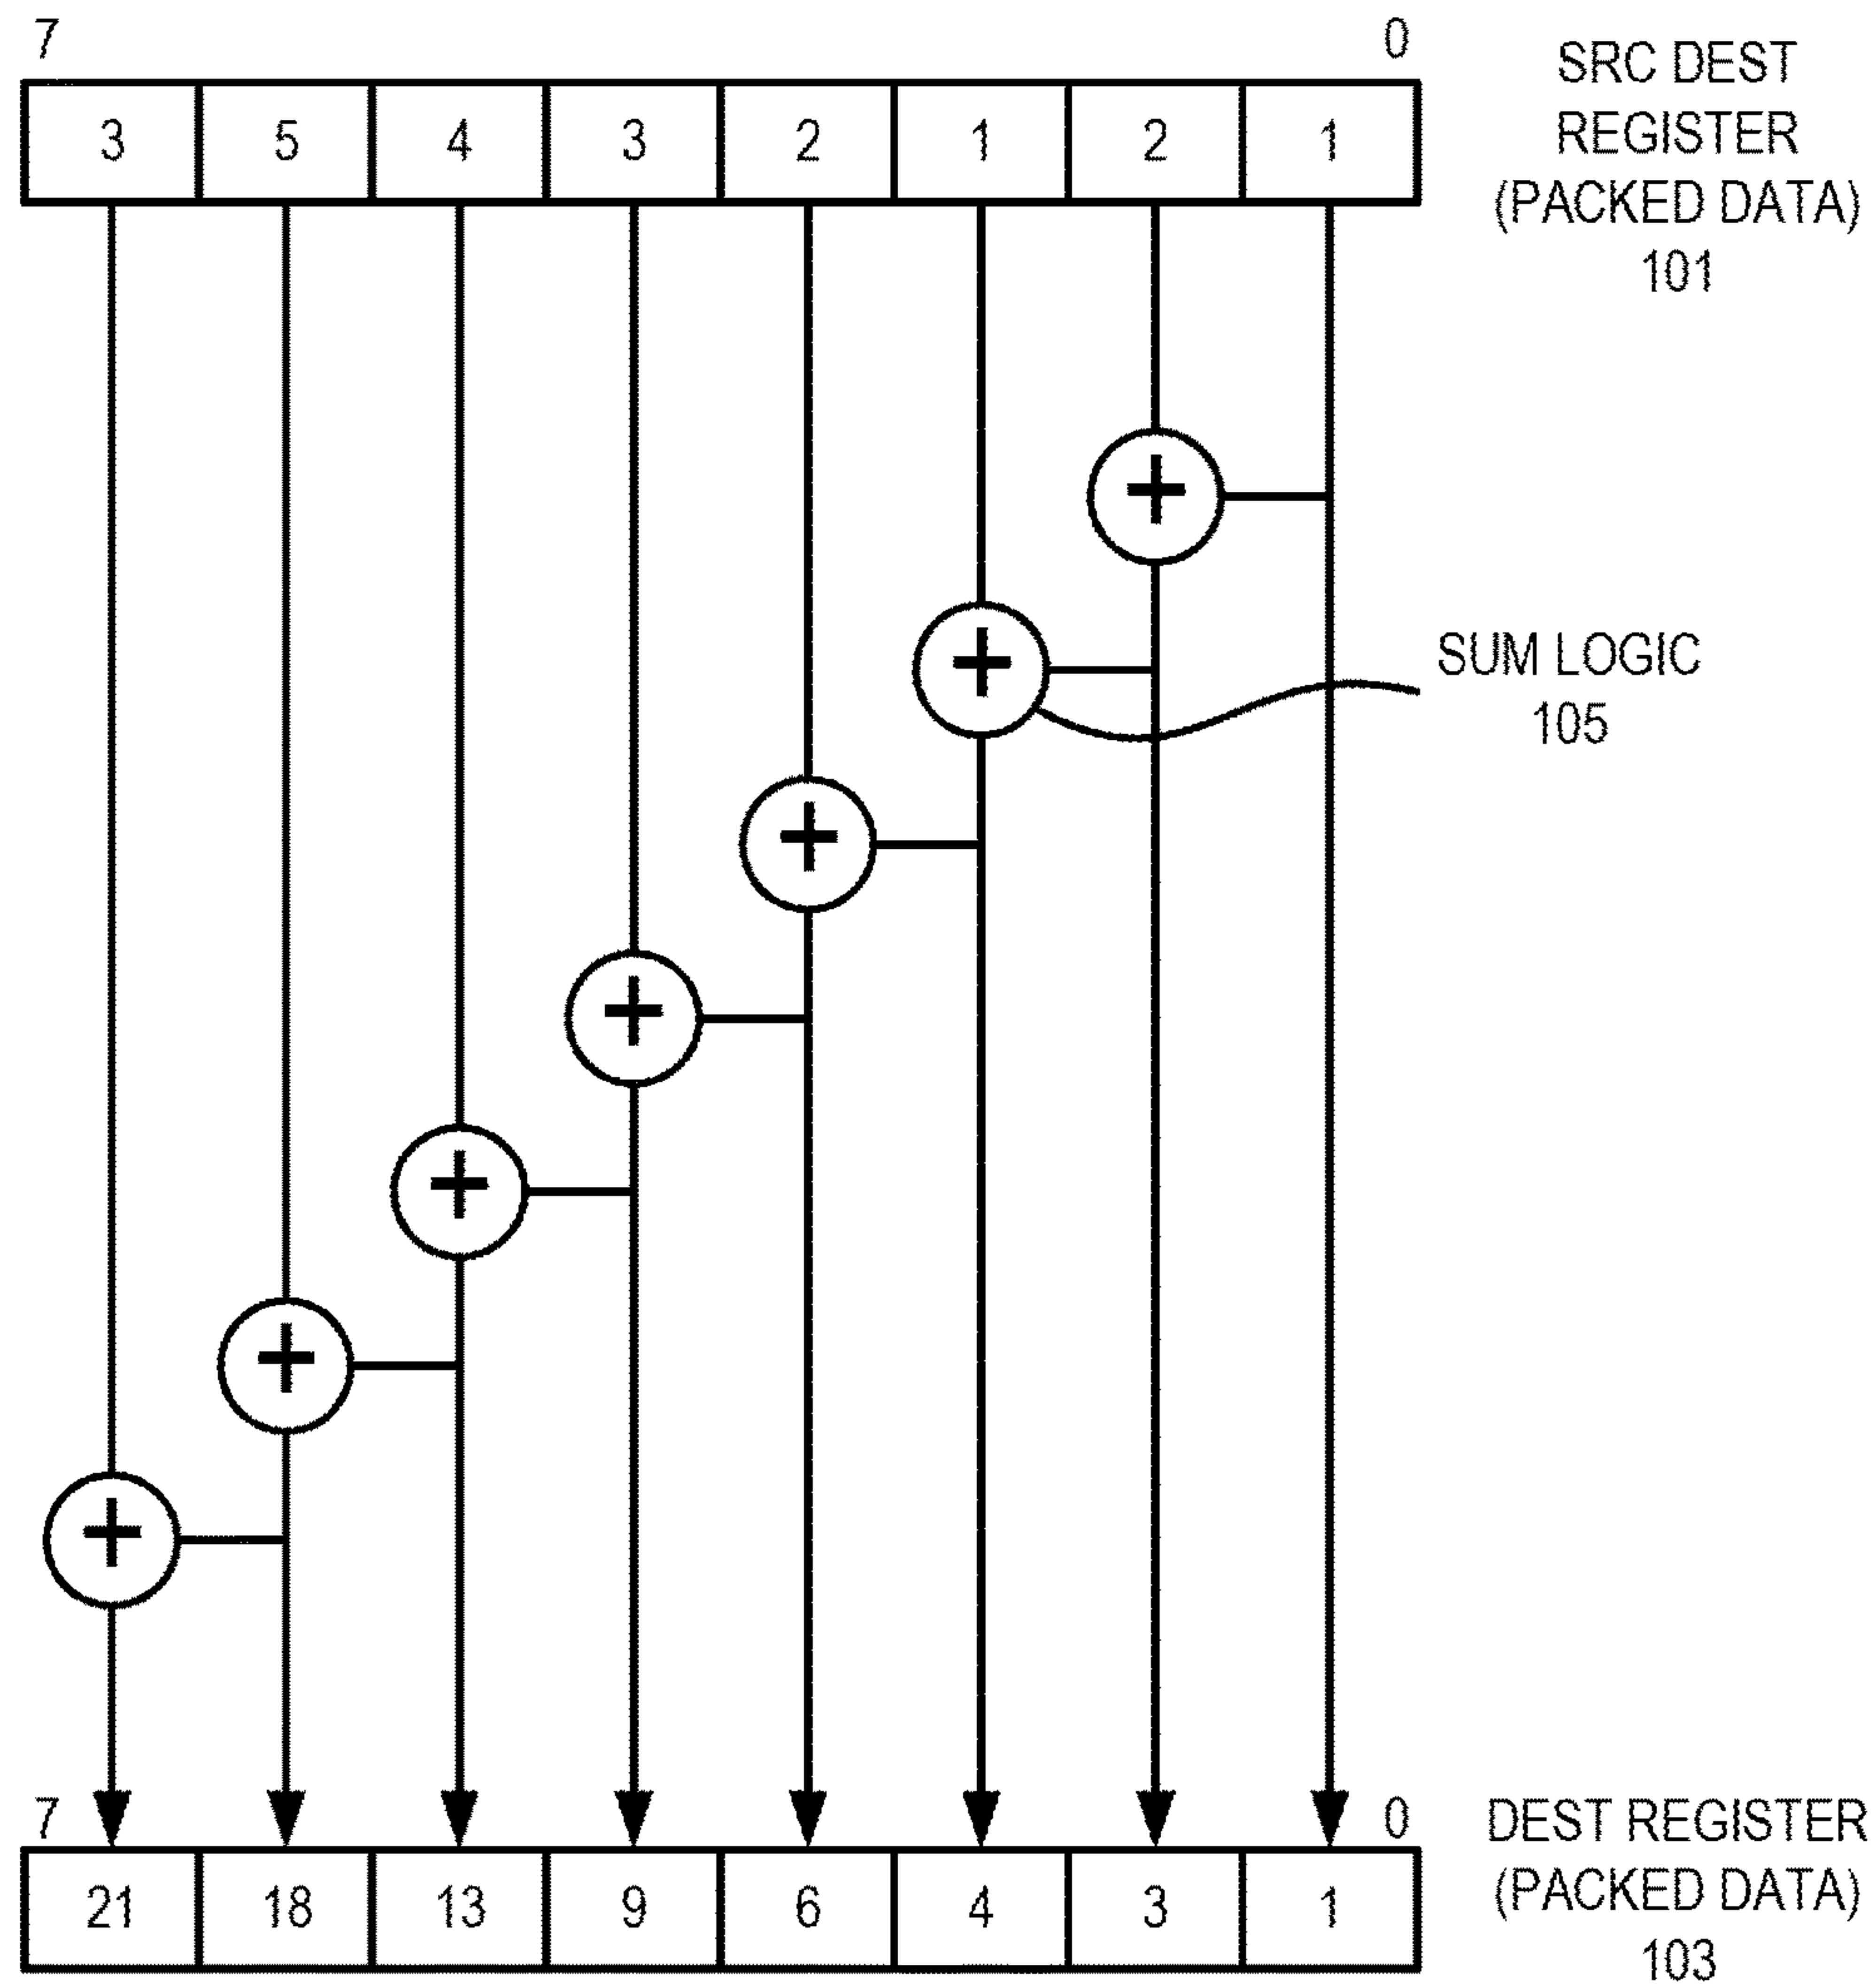 7 0
SRC DEST
REGISTER
(PACKED DATA)
101
3 5 4 3 2 1 2 1
+
+
SUM LOGIC
105
+
+
+
+
+
7 0
DEST REGISTER
(PACKED DATA)
103
21 18 13 9 6 4 3 1